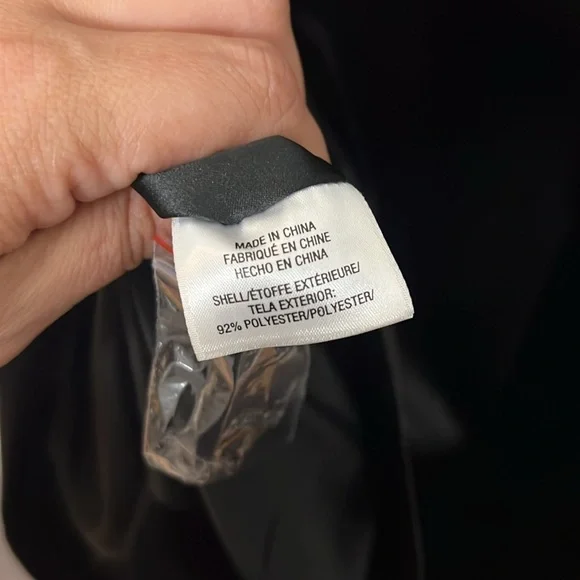 MADE IN CHINA
FABRIQUÉ EN CHINE
HECHO EN CHINA
SHELL/ÉTOFFE EXTÉRIEURE/
TELA EXTERIOR:
92% POLYESTER/POLYESTER/